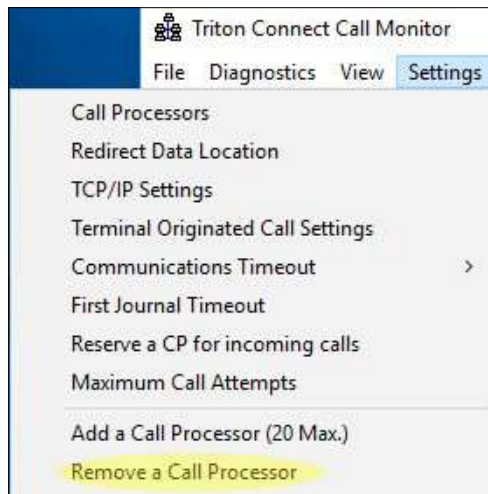 Triton Connect Call Monitor
File Diagnostics View Settings
Call Processors
Redirect Data Location
TCP/IP Settings
Terminal Originated Call Settings
Communications Timeout >
First Journal Timeout
Reserve a CP for incoming calls
Maximum Call Attempts
Add a Call Processor (20 Max.)
Remove a Call Processor